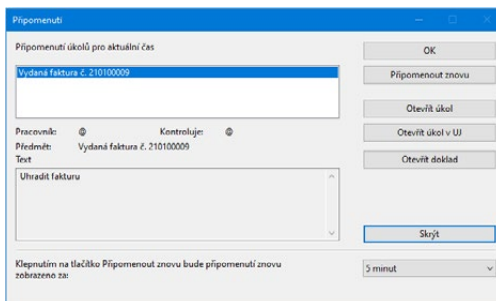 Připomenutí
Připomenutí úkolů pro aktuální čas
Vydaná faktura č. 210100009
OK
Připomenout znovu
Otevřít úkol
Otevřít úkol v UJ
Otevřít doklad
Pracovník: @ Kontroluje: @
Předmět: Vydaná faktura č. 210100009
Text
Uhradit fakturu
Skrýt
Klepnutím na tlačítko Připomenout znovu bude připomenutí znovu
zobrazeno za:
5 minut